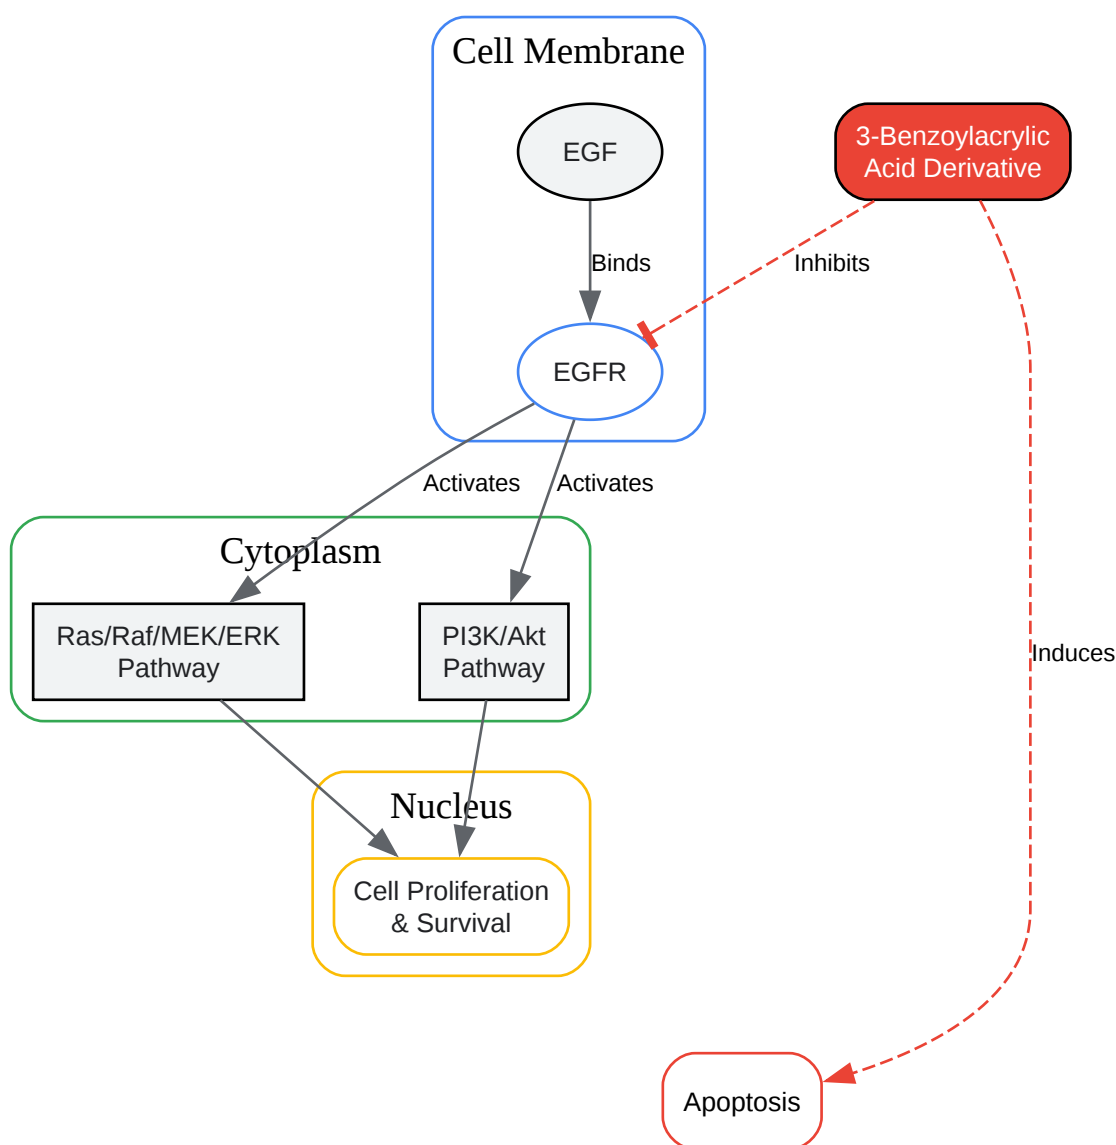 Cell Membrane
EGF
3-Benzoylacrylic
Acid Derivative
Binds
Inhibits
EGFR
Activates
Activates
Cytoplasm
Ras/Raf/MEK/ERK
Pathway
PI3K/Akt
Pathway
Induces
Nucleus
Cell Proliferation
& Survival
Apoptosis